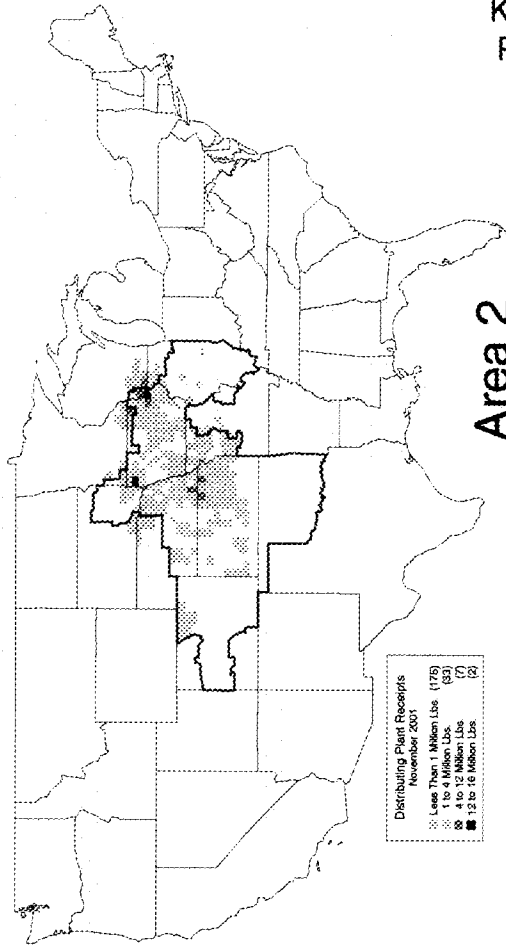 Area 2
Distributing Plant Receipts
November 2001
Less Than 1 Million Lbs. (175)
1 to 4 Million Lbs. (33)
4 to 12 Million Lbs. (7)
12 to 16 Million Lbs. (2)